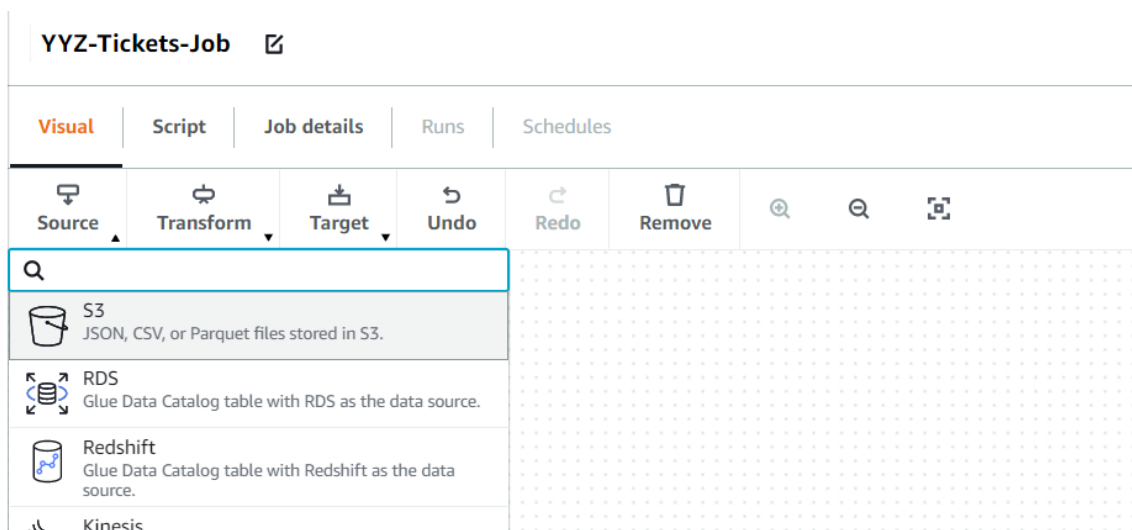 YYZ-Tickets-Job
Visual
Script
Job details
Runs
Schedules
Source
Transform
Target
Undo
Redo
Remove
S3
JSON, CSV, or Parquet files stored in S3.
RDS
Glue Data Catalog table with RDS as the data source.
Redshift
Glue Data Catalog table with Redshift as the data
source.
Kinesis